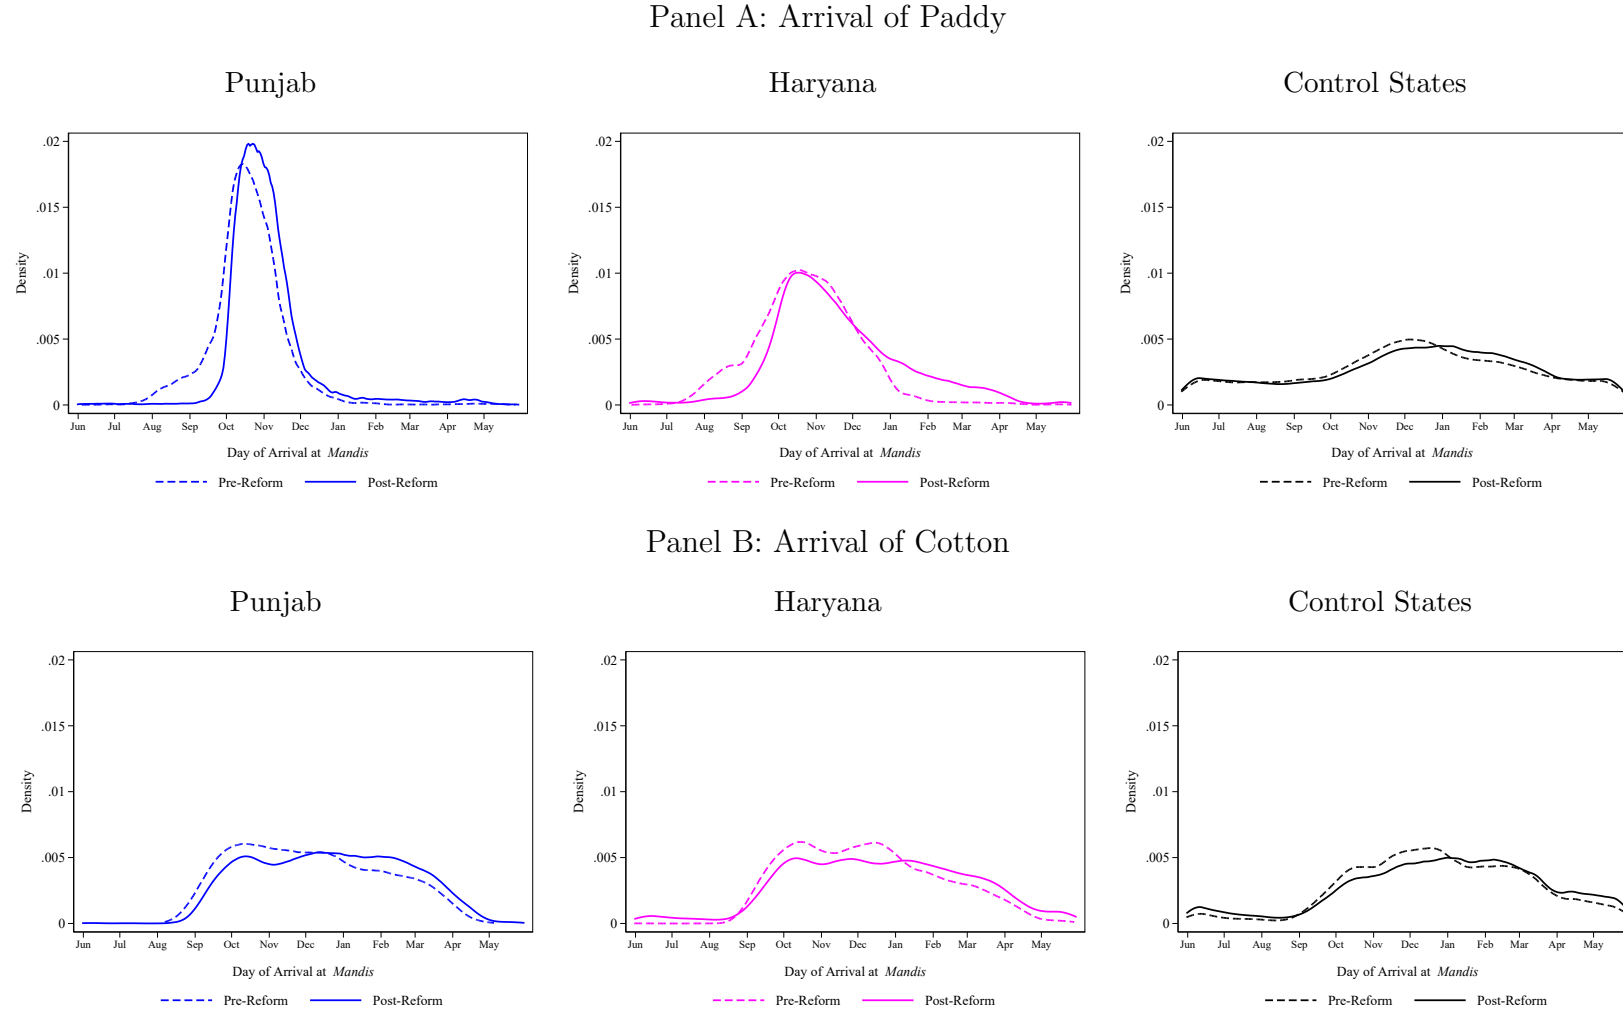 Panel A: Arrival of Paddy
Punjab
Haryana
Control States
.02
.015
.01
.005
0
Density
Jun Jul Aug Sep Oct Nov Dec Jan Feb Mar Apr May
Day of Arrival at Mandis
Pre-Reform Post-Reform
.02
.015
.01
.005
0
Density
Jun Jul Aug Sep Oct Nov Dec Jan Feb Mar Apr May
Day of Arrival at Mandis
Pre-Reform Post-Reform
.02
.015
.01
.005
0
Density
Jun Jul Aug Sep Oct Nov Dec Jan Feb Mar Apr May
Day of Arrival at Mandis
Pre-Reform Post-Reform
Panel B: Arrival of Cotton
Punjab
Haryana
Control States
.02
.015
.01
.005
0
Density
Jun Jul Aug Sep Oct Nov Dec Jan Feb Mar Apr May
Day of Arrival at Mandis
Pre-Reform Post-Reform
.02
.015
.01
.005
0
Density
Jun Jul Aug Sep Oct Nov Dec Jan Feb Mar Apr May
Day of Arrival at Mandis
Pre-Reform Post-Reform
.02
.015
.01
.005
0
Density
Jun Jul Aug Sep Oct Nov Dec Jan Feb Mar Apr May
Day of Arrival at Mandis
Pre-Reform Post-Reform